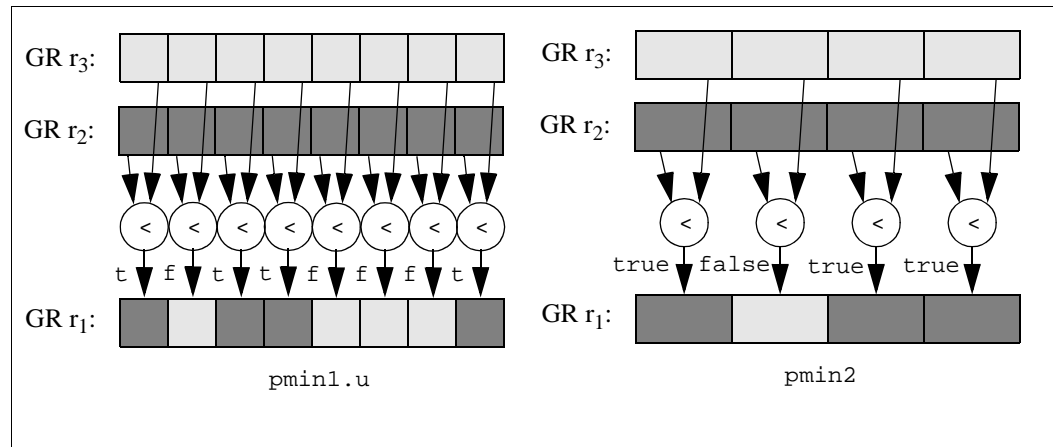 GR r3:
GR r2:
< < < < < < < <
t f t t f f f t
GR r1:
pmin1.u
GR r3:
GR r2:
< < < <
true false true true
GR r1:
pmin2